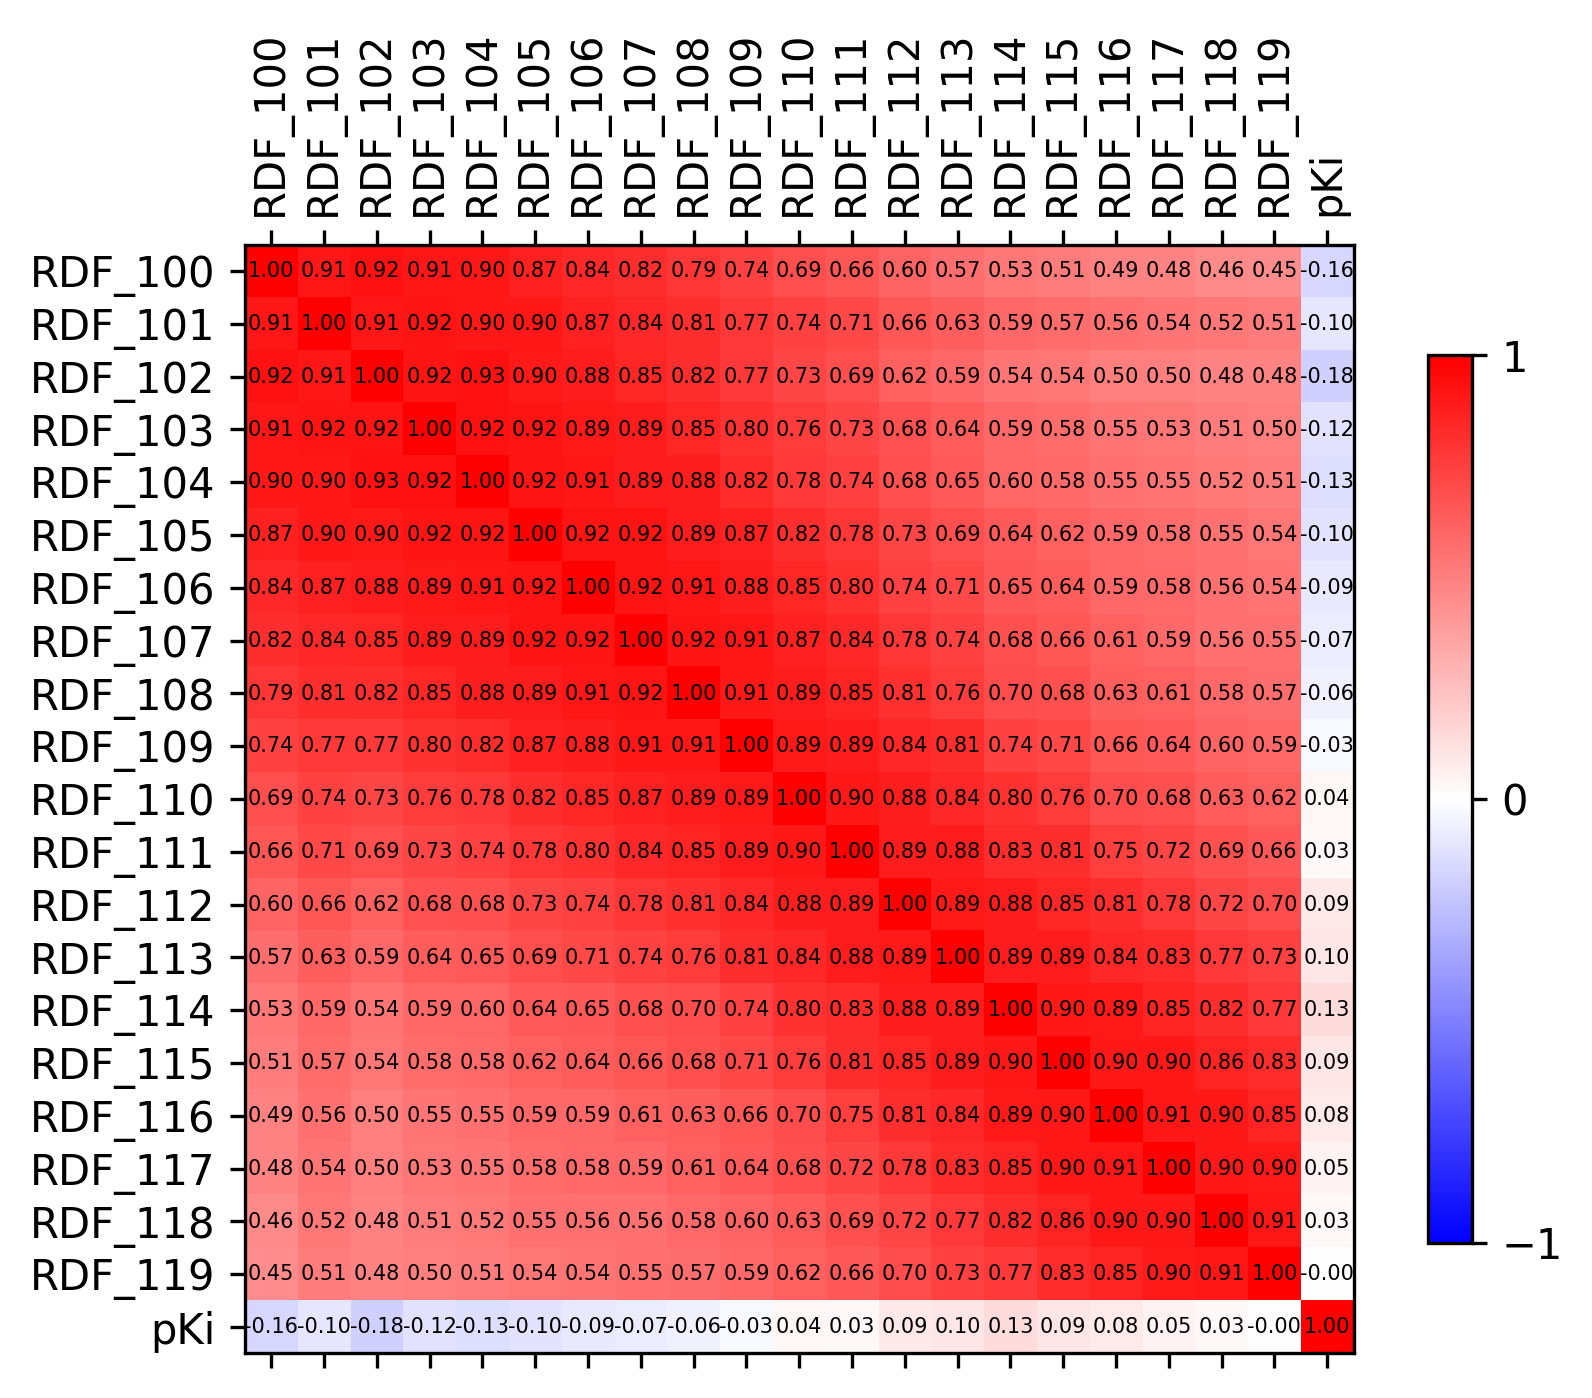 RDF_100 RDF_101 RDF_102 RDF_103 RDF_104 RDF_105 RDF_106 RDF_107 RDF_108 RDF_109 RDF_110 RDF_111 RDF_112 RDF_113 RDF_114 RDF_115 RDF_116 RDF_117 RDF_118 RDF_119 pKi
RDF_100 1.00 0.91 0.92 0.91 0.90 0.87 0.84 0.82 0.79 0.74 0.69 0.66 0.60 0.57 0.53 0.51 0.49 0.48 0.46 0.45 -0.16
RDF_101 0.91 1.00 0.91 0.92 0.90 0.90 0.87 0.84 0.81 0.77 0.74 0.71 0.66 0.63 0.59 0.57 0.56 0.54 0.52 0.51 -0.10
RDF_102 0.92 0.91 1.00 0.92 0.93 0.90 0.88 0.85 0.82 0.77 0.73 0.69 0.62 0.59 0.54 0.54 0.50 0.50 0.48 0.48 -0.18
RDF_103 0.91 0.92 0.92 1.00 0.92 0.92 0.89 0.89 0.85 0.80 0.76 0.73 0.68 0.64 0.59 0.58 0.55 0.53 0.51 0.50 -0.12
RDF_104 0.90 0.90 0.93 0.92 1.00 0.92 0.91 0.89 0.88 0.82 0.78 0.74 0.68 0.65 0.60 0.58 0.55 0.55 0.52 0.51 -0.13
RDF_105 0.87 0.90 0.90 0.92 0.92 1.00 0.92 0.92 0.89 0.87 0.82 0.78 0.73 0.69 0.64 0.62 0.59 0.58 0.55 0.54 -0.10
RDF_106 0.84 0.87 0.88 0.89 0.91 0.92 1.00 0.92 0.91 0.88 0.85 0.80 0.74 0.71 0.65 0.64 0.59 0.58 0.56 0.54 -0.09
RDF_107 0.82 0.84 0.85 0.89 0.89 0.92 0.92 1.00 0.92 0.91 0.87 0.84 0.78 0.74 0.68 0.66 0.61 0.59 0.56 0.55 -0.07
RDF_108 0.79 0.81 0.82 0.85 0.88 0.89 0.91 0.92 1.00 0.91 0.89 0.85 0.81 0.76 0.70 0.68 0.63 0.61 0.58 0.57 -0.06
RDF_109 0.74 0.77 0.77 0.80 0.82 0.87 0.88 0.91 0.91 1.00 0.89 0.89 0.84 0.81 0.74 0.71 0.66 0.64 0.60 0.59 -0.03
RDF_110 0.69 0.74 0.73 0.76 0.78 0.82 0.85 0.87 0.89 0.89 1.00 0.90 0.88 0.84 0.80 0.76 0.70 0.68 0.63 0.62 0.04
RDF_111 0.66 0.71 0.69 0.73 0.74 0.78 0.80 0.84 0.85 0.89 0.90 1.00 0.89 0.88 0.83 0.81 0.75 0.72 0.69 0.66 0.03
RDF_112 0.60 0.66 0.62 0.68 0.68 0.73 0.74 0.78 0.81 0.84 0.88 0.89 1.00 0.89 0.88 0.85 0.81 0.78 0.72 0.70 0.09
RDF_113 0.57 0.63 0.59 0.64 0.65 0.69 0.71 0.74 0.76 0.81 0.84 0.88 0.89 1.00 0.89 0.89 0.84 0.83 0.77 0.73 0.10
RDF_114 0.53 0.59 0.54 0.59 0.60 0.64 0.65 0.68 0.70 0.74 0.80 0.83 0.88 0.89 1.00 0.90 0.89 0.85 0.82 0.77 0.13
RDF_115 0.51 0.57 0.54 0.58 0.58 0.62 0.64 0.66 0.68 0.71 0.76 0.81 0.85 0.89 0.90 1.00 0.90 0.90 0.86 0.83 0.09
RDF_116 0.49 0.56 0.50 0.55 0.55 0.59 0.59 0.61 0.63 0.66 0.70 0.75 0.81 0.84 0.89 0.90 1.00 0.91 0.90 0.85 0.08
RDF_117 0.48 0.54 0.50 0.53 0.55 0.58 0.58 0.59 0.61 0.64 0.68 0.72 0.78 0.83 0.85 0.90 0.91 1.00 0.90 0.90 0.05
RDF_118 0.46 0.52 0.48 0.51 0.52 0.55 0.56 0.56 0.58 0.60 0.63 0.69 0.72 0.77 0.82 0.86 0.90 0.90 1.00 0.91 0.03
RDF_119 0.45 0.51 0.48 0.50 0.51 0.54 0.54 0.55 0.57 0.59 0.62 0.66 0.70 0.73 0.77 0.83 0.85 0.90 0.91 1.00 -0.00
pKi -0.16 -0.10 -0.18 -0.12 -0.13 -0.10 -0.09 -0.07 -0.06 -0.03 0.04 0.03 0.09 0.10 0.13 0.09 0.08 0.05 0.03 -0.00 1.00
1
0
−1